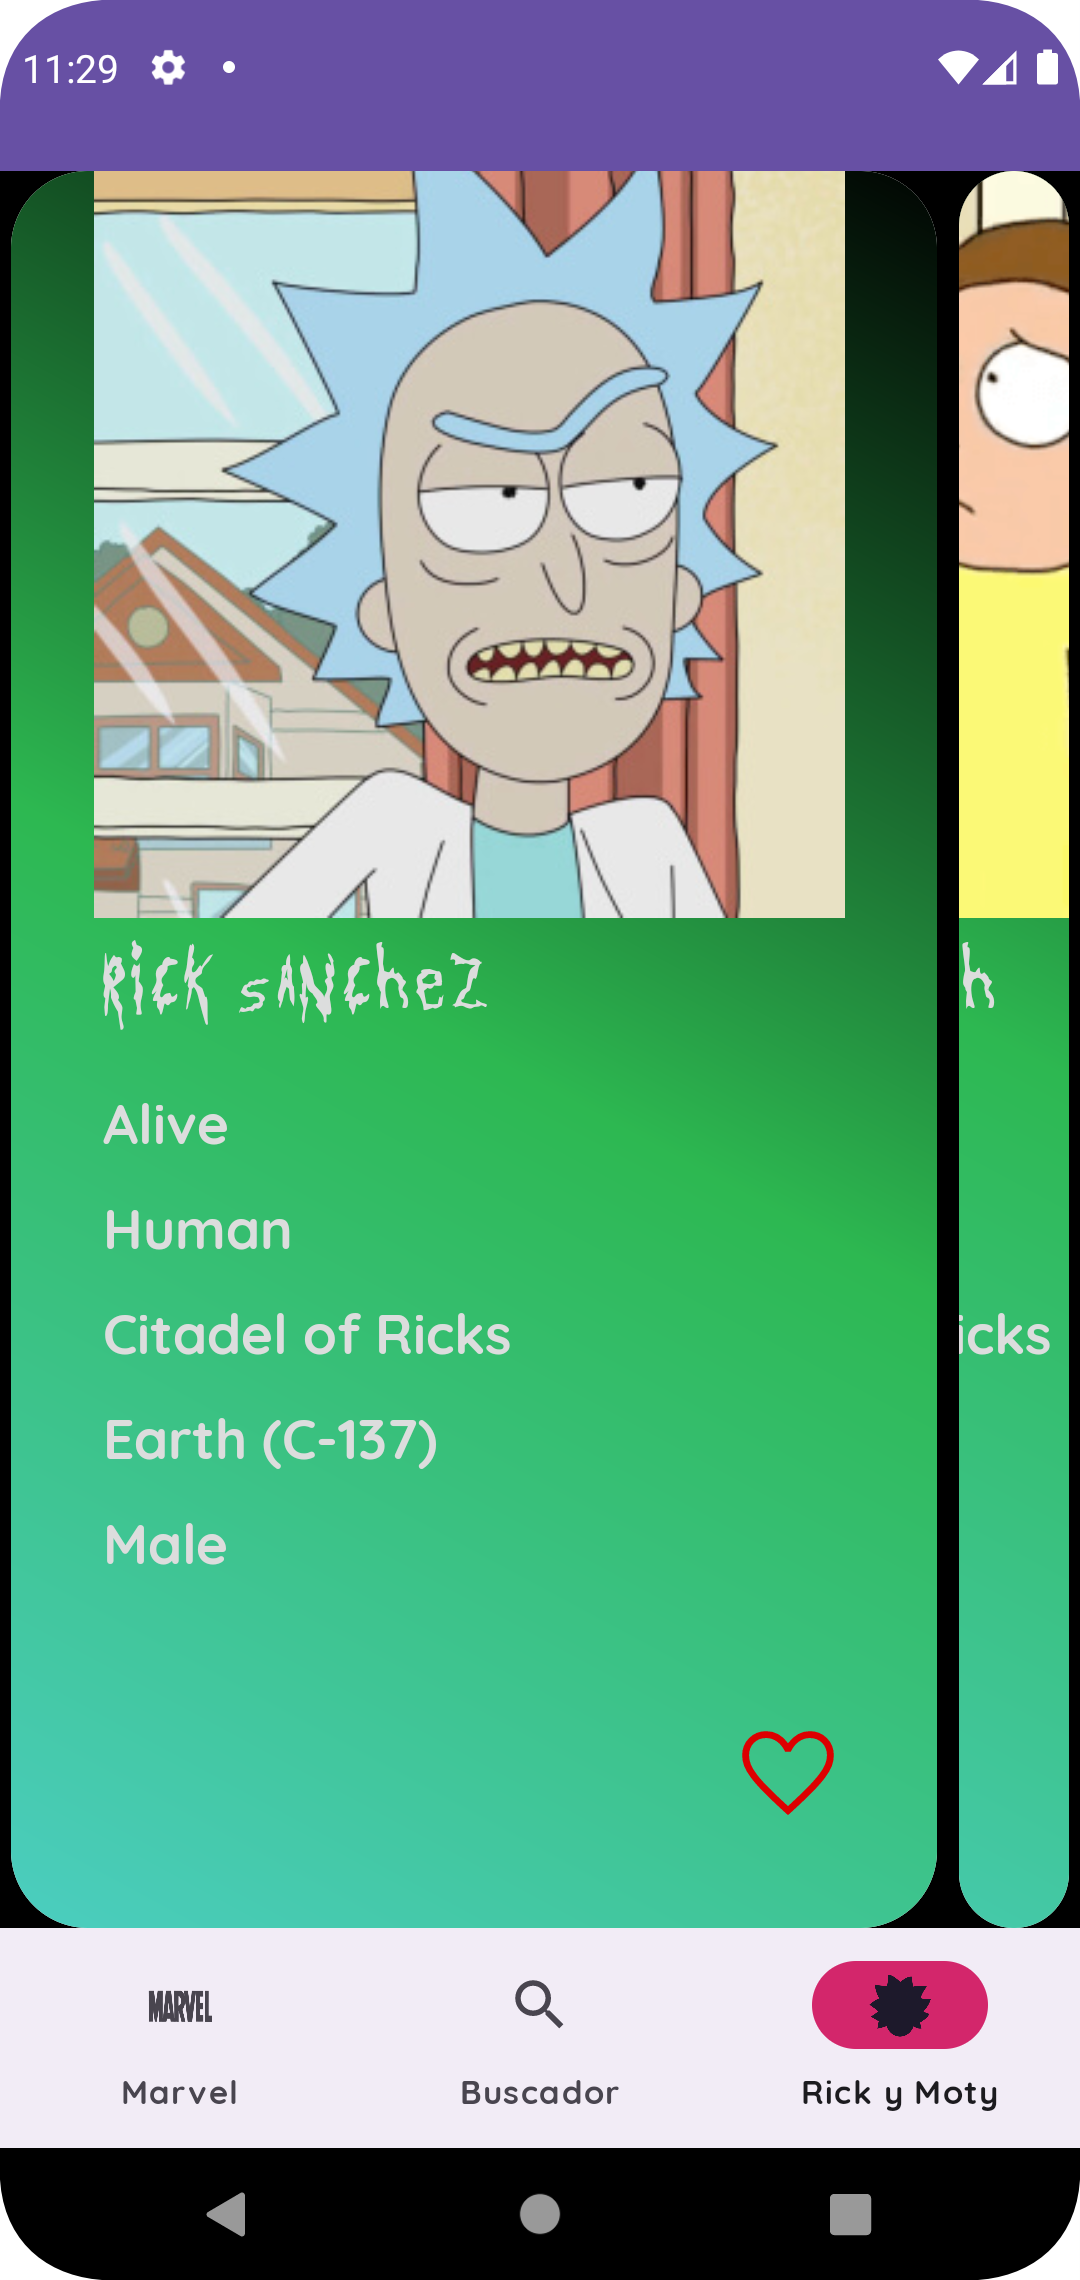 11:29
Rick Sanchez
h
Alive
Human
Citadel of Ricks
icks
Earth (C-137)
Male
MARVEL
Marvel
Buscador
Rick y Moty